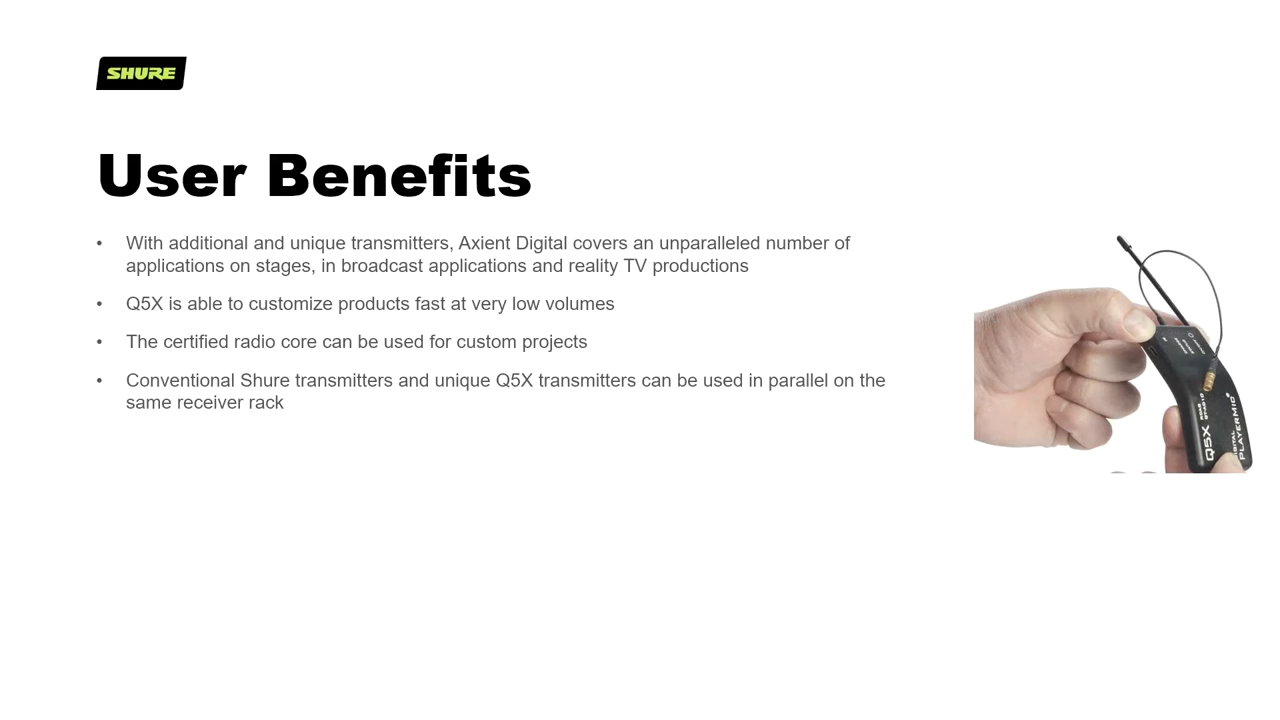 SHURE
User Benefits
• With additional and unique transmitters, Axient Digital covers an unparalleled number of
applications on stages, in broadcast applications and reality TV productions
• Q5X is able to customize products fast at very low volumes
• The certified radio core can be used for custom projects
• Conventional Shure transmitters and unique Q5X transmitters can be used in parallel on the
same receiver rack
Q5X
PLAYERMIC